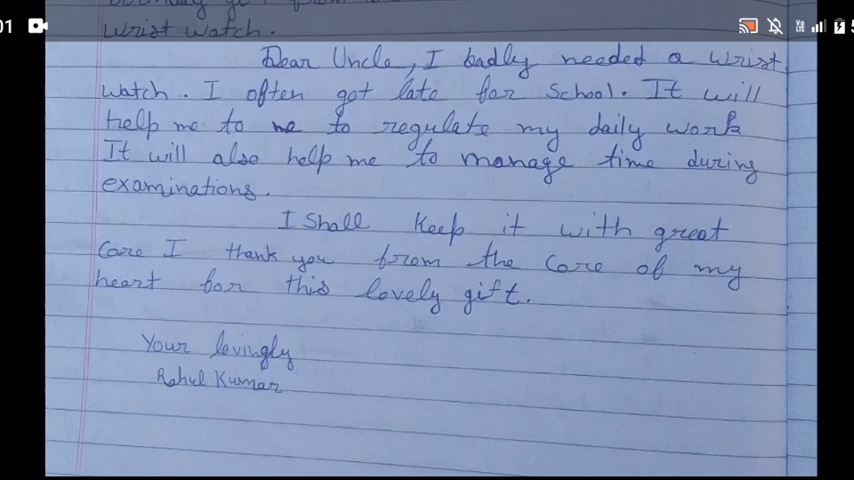 01
wrist watch.
Dear Uncle, I badly needed a wrist
watch. I often got late for School. It will
help me to me to regulate my daily work
It will also help me to manage time during
examinations.
I Shall keep it with great
Care I thank you from the core of my
heart for this lovely gift.
Your lovingly
Rahul Kumar